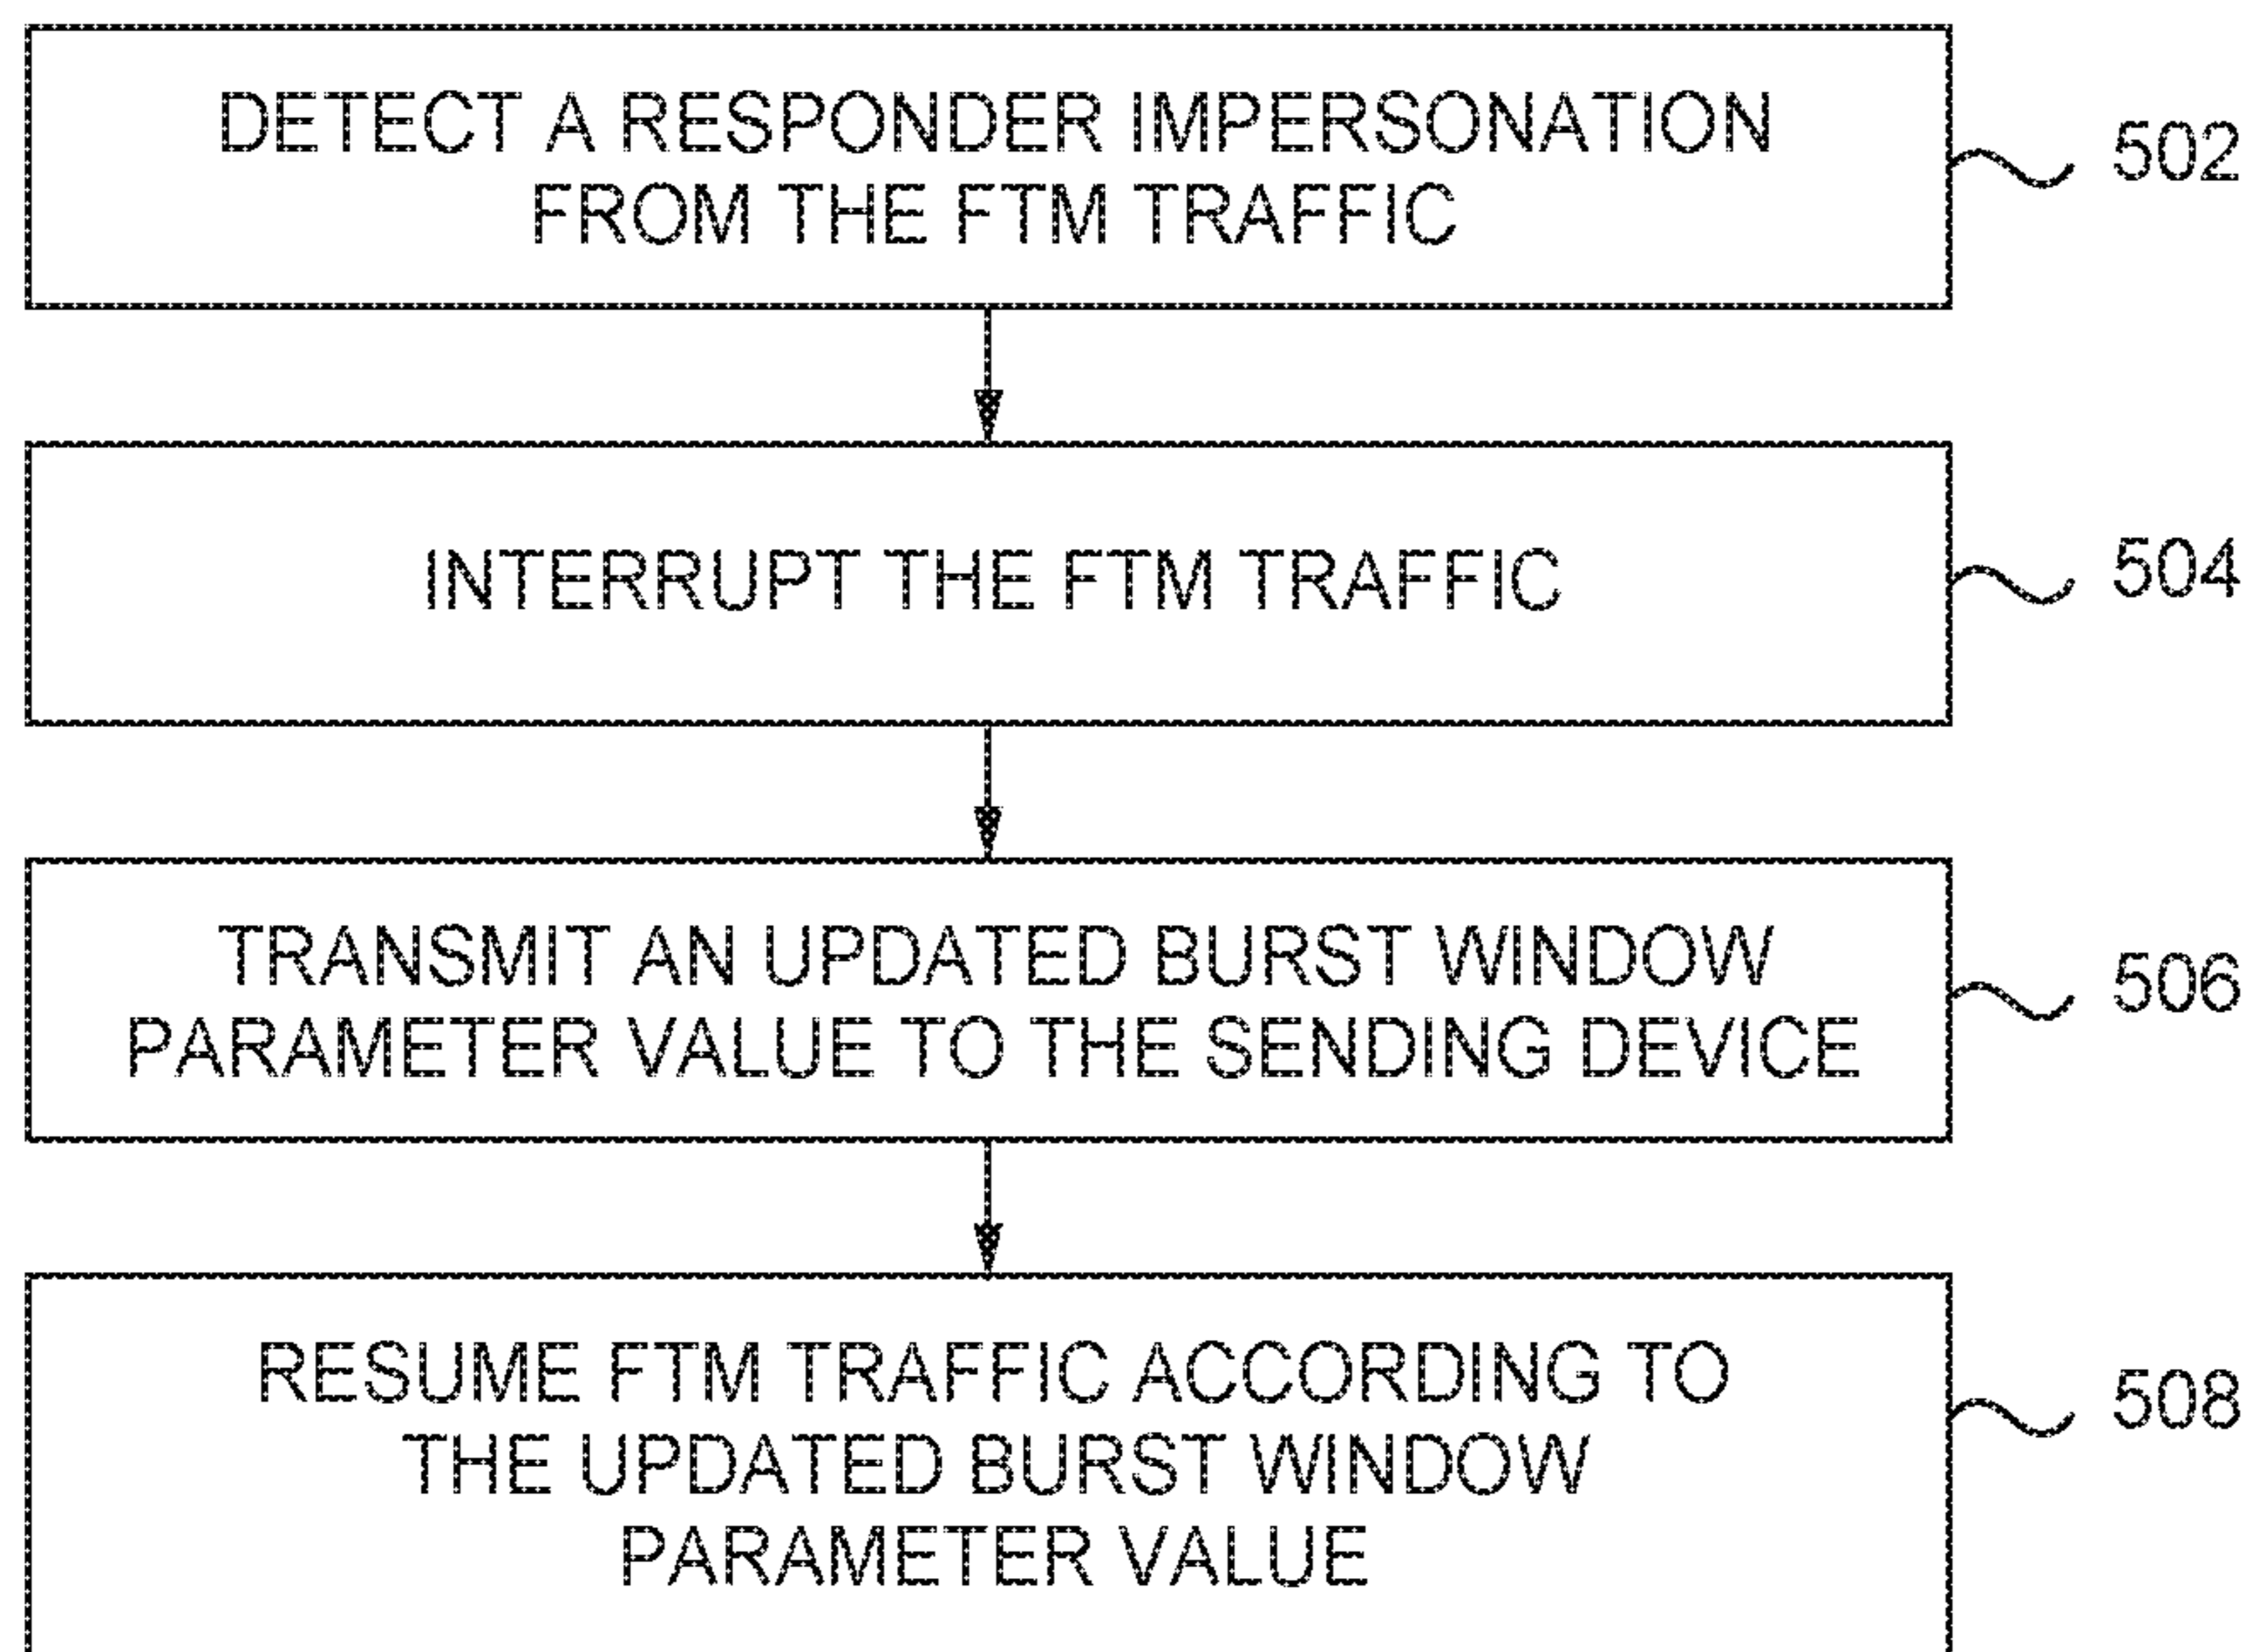 DETECT A RESPONDER IMPERSONATION
FROM THE FTM TRAFFIC
502
INTERRUPT THE FTM TRAFFIC
504
TRANSMIT AN UPDATED BURST WINDOW
PARAMETER VALUE TO THE SENDING DEVICE
506
RESUME FTM TRAFFIC ACCORDING TO
THE UPDATED BURST WINDOW
PARAMETER VALUE
508